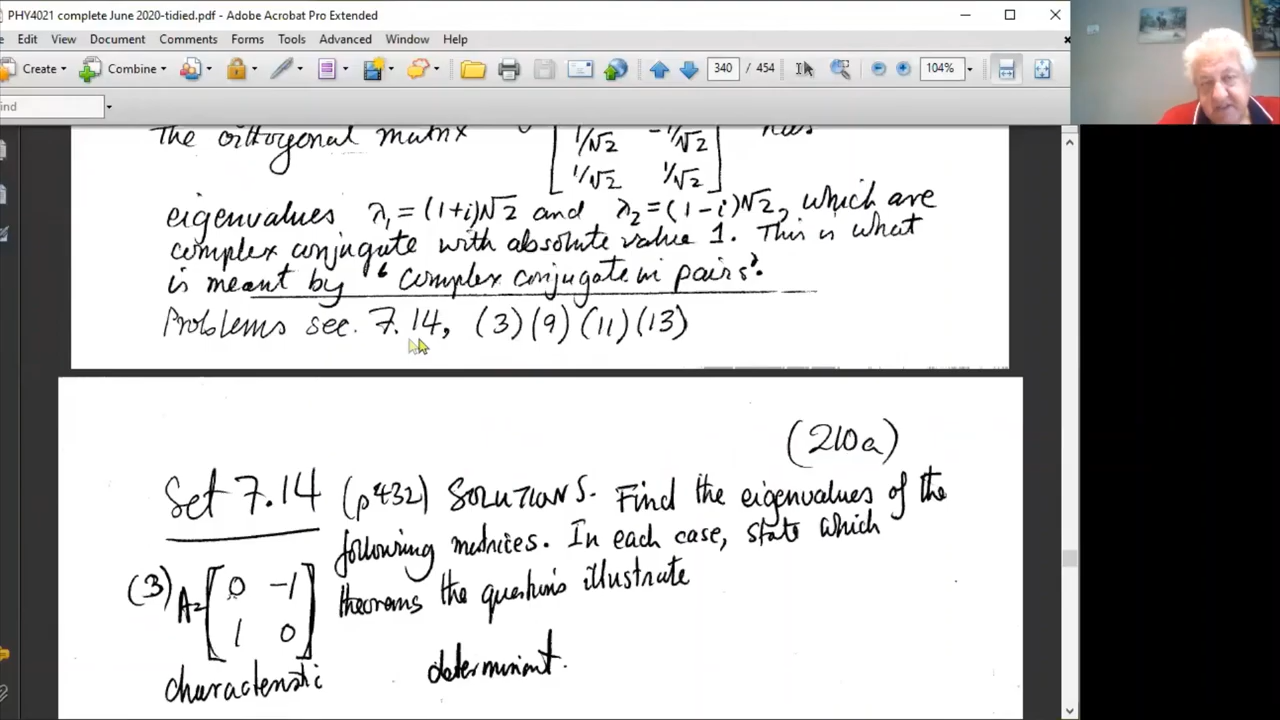 PHY4021 complete June 2020-tidied.pdf - Adobe Acrobat Pro Extended
Edit View Document Comments Forms Tools Advanced Window Help
Create Combine 340 / 454 104%
ind
The orthogonal matrix [1/√2 -1/√2 has
1/√2 1/√2]
eigenvalues λ₁=(1+i)√2 and λ₂=(1-i)√2, which are
complex conjugate with absolute value 1. This is what
is meant by "complex conjugate in pairs".
Problems sec. 7.14, (3)(9)(11)(13)
(210a)
Set 7.14 (p432) SOLUTIONS. Find the eigenvalues of the
following matrices. In each case, state which
theorems the questions illustrate
(3) A= [0 -1
1 0]
characteristic determinant.